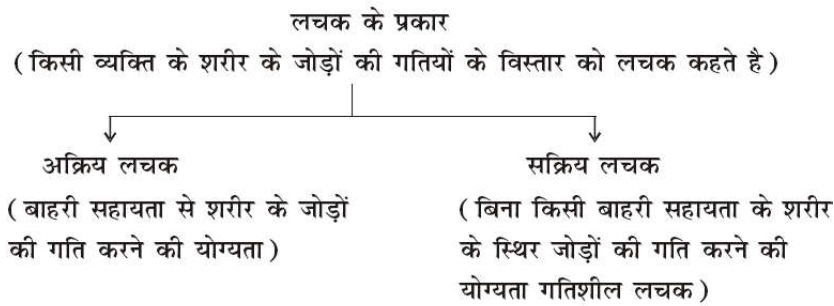 लचक के प्रकार
( किसी व्यक्ति के शरीर के जोड़ों की गतियों के विस्तार को लचक कहते है )
अक्रिय लचक
( बाहरी सहायता से शरीर के जोड़ों
की गति करने की योग्यता )
सक्रिय लचक
( बिना किसी बाहरी सहायता के शरीर
के स्थिर जोड़ों की गति करने की
योग्यता गतिशील लचक )